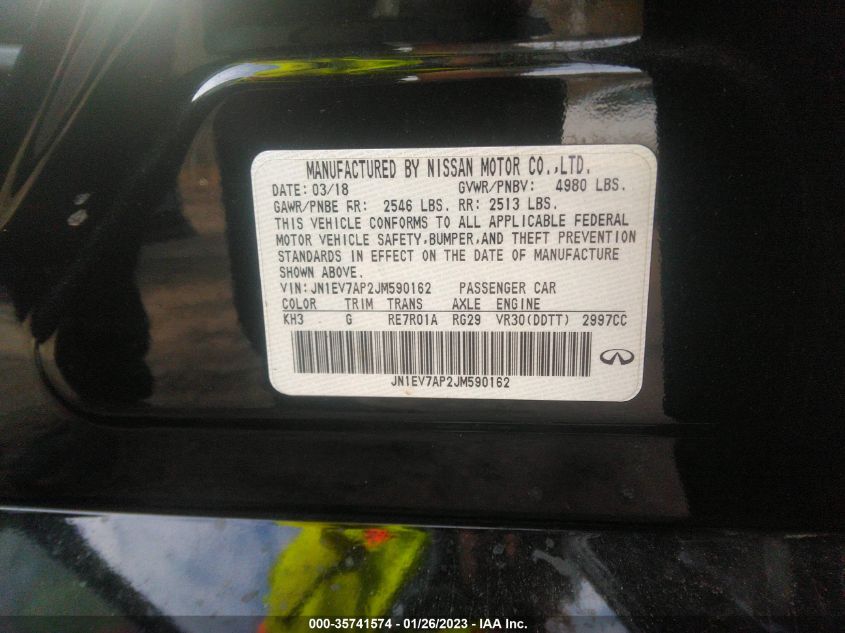 MANUFACTURED BY NISSAN MOTOR CO.,LTD.
DATE: 03/18 GVWR/PNBV: 4980 LBS.
GAWR/PNBE FR: 2546 LBS. RR: 2513 LBS.
THIS VEHICLE CONFORMS TO ALL APPLICABLE FEDERAL
MOTOR VEHICLE SAFETY,BUMPER,AND THEFT PREVENTION
STANDARDS IN EFFECT ON THE DATE OF MANUFACTURE
SHOWN ABOVE.
VIN: JN1EV7AP2JM590162 PASSENGER CAR
COLOR TRIM TRANS AXLE ENGINE
KH3 G RE7R01A RG29 VR30(DDTT) 2997CC
JN1EV7AP2JM590162
000-35741574 - 01/26/2023 - IAA Inc.